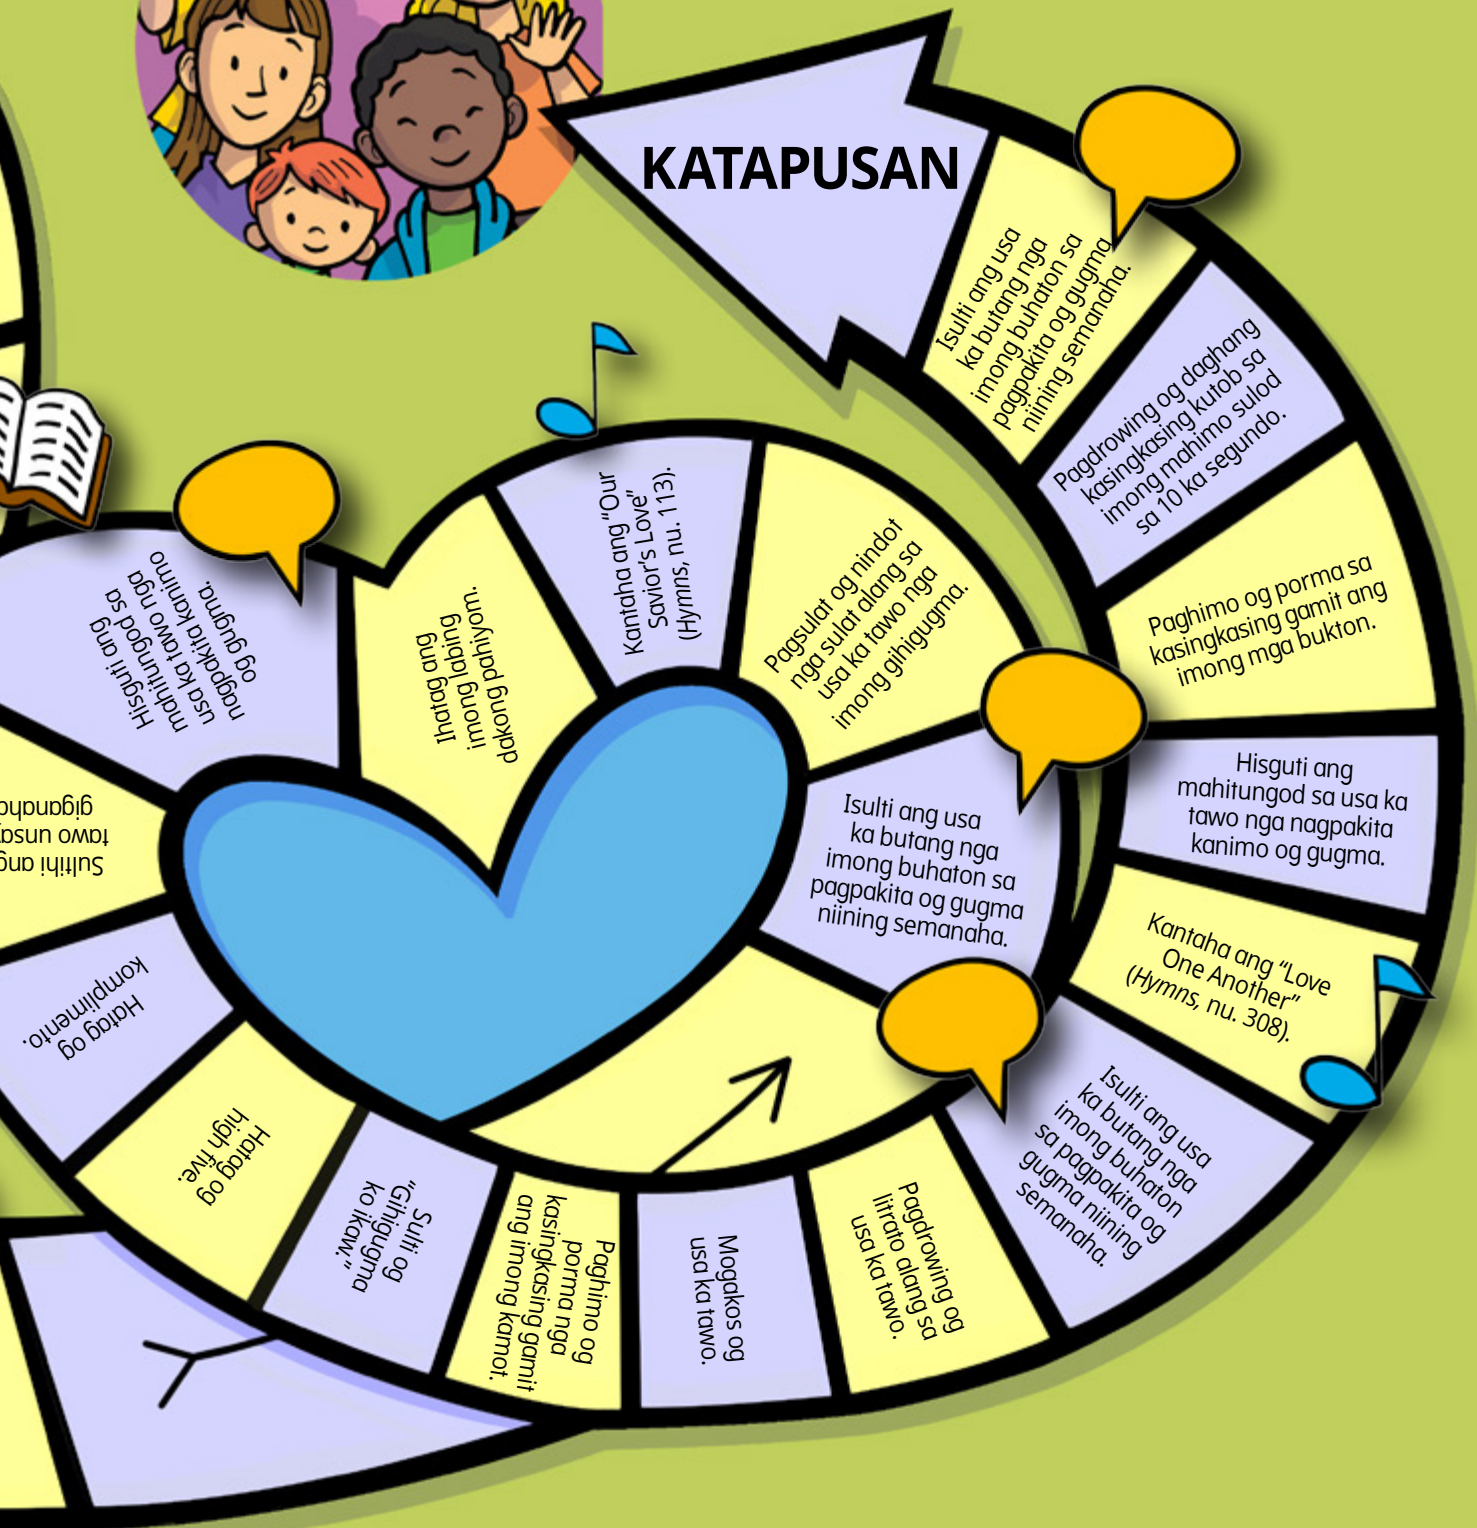 KATAPUSAN
Isulti ang usa
ka butang nga
imong buhaton sa
pagpakita og gugma
niining semanaha.
Pagdrowing og daghang
kasingkasing kutob sa
imong mahimo sulod
sa 10 ka segundo.
Paghimo og porma sa
kasingkasing gamit ang
imong mga bukton.
Hisguti ang
mahitungod sa usa ka
tawo nga nagpakita
kanimo og gugma.
Kantaha ang “Love
One Another”
(Hymns, nu. 308).
Isulti ang usa
ka butang nga
imong buhaton
sa pagpakita og
gugma niining
semanaha.
Pagdrowing og
litrato alang sa
usa ka tawo.
Mogakos og
usa ka tawo.
Paghimo og
porma nga
kasingkasing gamit
ang imong kamot.
Sulti og
“Gihigugma
ko ikaw.”
Hatag og
high five.
Hatag og
komplimento.
Sultihi ang
tawo
Hisguti ang
mahitungod sa
usa ka tawo nga
nagpakita kanimo
og gugma.
Ihatag ang
imong labing
dakong pahiyom.
Kantaha ang “Our
Savior’s Love”
(Hymns, nu. 113).
Pagsulat og nindot
nga sulat alang sa
usa ka tawo nga
imong gihigugma.
Isulti ang usa
ka butang nga
imong buhaton sa
pagpakita og gugma
niining semanaha.